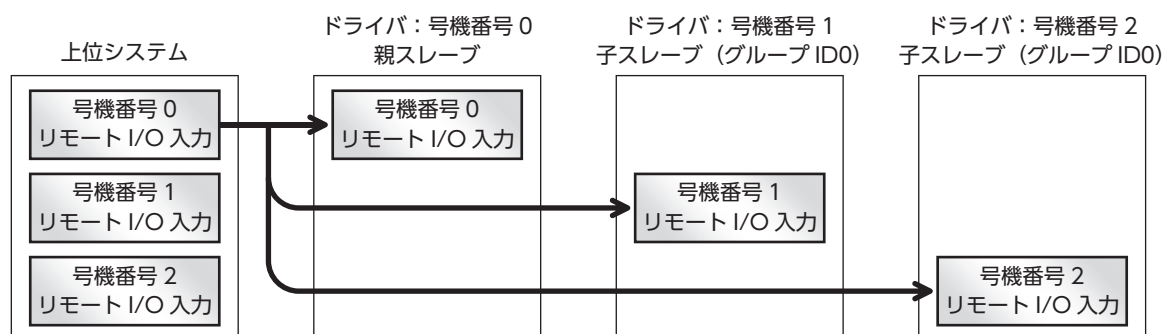 上位システム
号機番号 0
リモート I/O 入力
号機番号 1
リモート I/O 入力
号機番号 2
リモート I/O 入力
ドライバ：号機番号 0
親スレーブ
号機番号 0
リモート I/O 入力
ドライバ：号機番号 1
子スレーブ（グループ ID0）
号機番号 1
リモート I/O 入力
ドライバ：号機番号 2
子スレーブ（グループ ID0）
号機番号 2
リモート I/O 入力